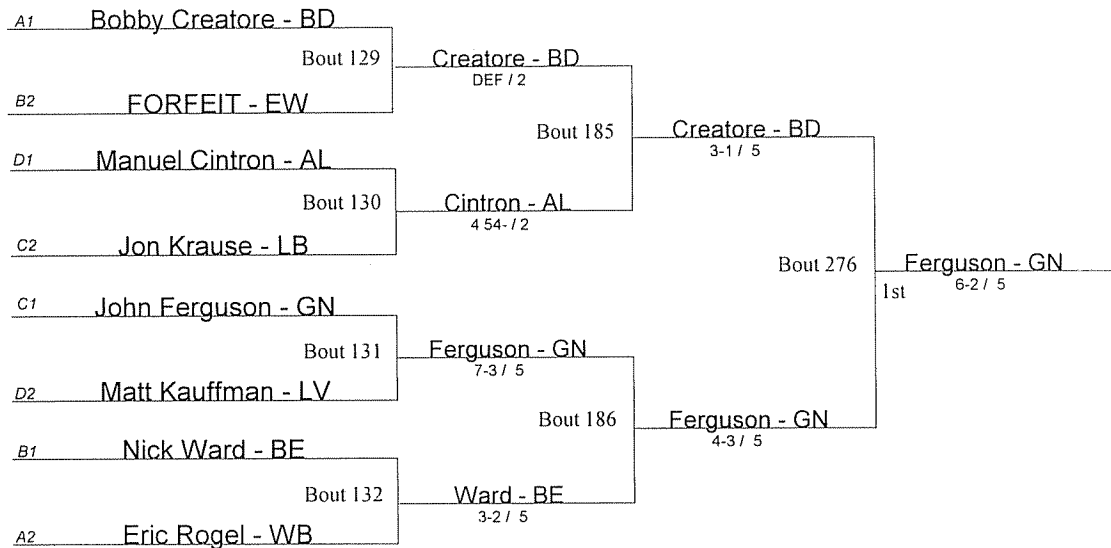 A1 Bobby Creatore - BD
Bout 129
Creatore - BD
DEF / 2
B2 FORFEIT - EW
Bout 185
Creatore - BD
3-1 / 5
D1 Manuel Cintron - AL
Bout 130
Cintron - AL
4 54- / 2
C2 Jon Krause - LB
Bout 276
Ferguson - GN
1st
6-2 / 5
C1 John Ferguson - GN
Bout 131
Ferguson - GN
7-3 / 5
D2 Matt Kauffman - LV
Bout 186
Ferguson - GN
4-3 / 5
B1 Nick Ward - BE
Bout 132
Ward - BE
3-2 / 5
A2 Eric Rogel - WB